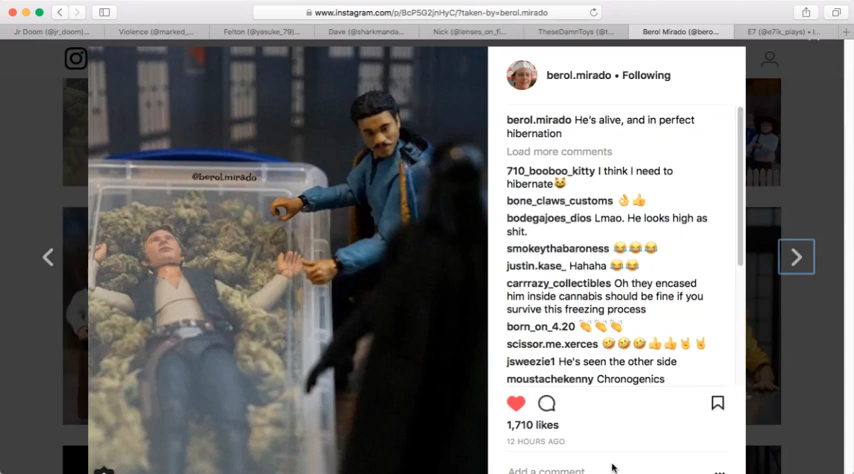 www.instagram.com/p/BcP5G2jnHyC/?taken-by=berol.mirado
Jr Doom (@jr_doom)...
Violence (@marked_...
Felton (@yesuke_79)...
Dave (@sharkmanda...
Nick (@lenses_on_fi...
TheseDamnToys (@t...
Berol Mirado (@bero...
E7 (@e7ik_plays) • I...
@berol.mirado
berol.mirado • Following
berol.mirado He's alive, and in perfect
hibernation
Load more comments
710_booboo_kitty I think I need to
hibernate😺
bone_claws_customs 👌👍
bodegajoes_dios Lmao. He looks high as
shit.
smokeythabaroness 😂😂😂
justin.kase_ Hahaha 😂😂
carrrazy_collectibles Oh they encased
him inside cannabis should be fine if you
survive this freezing process
born_on_4.20 👏👏👏
scissor.me.xerces 🤣🤣🤣👍👍🤘🤘
jsweezie1 He's seen the other side
moustachekenny Chronogenics
1,710 likes
12 HOURS AGO
Add a comment...